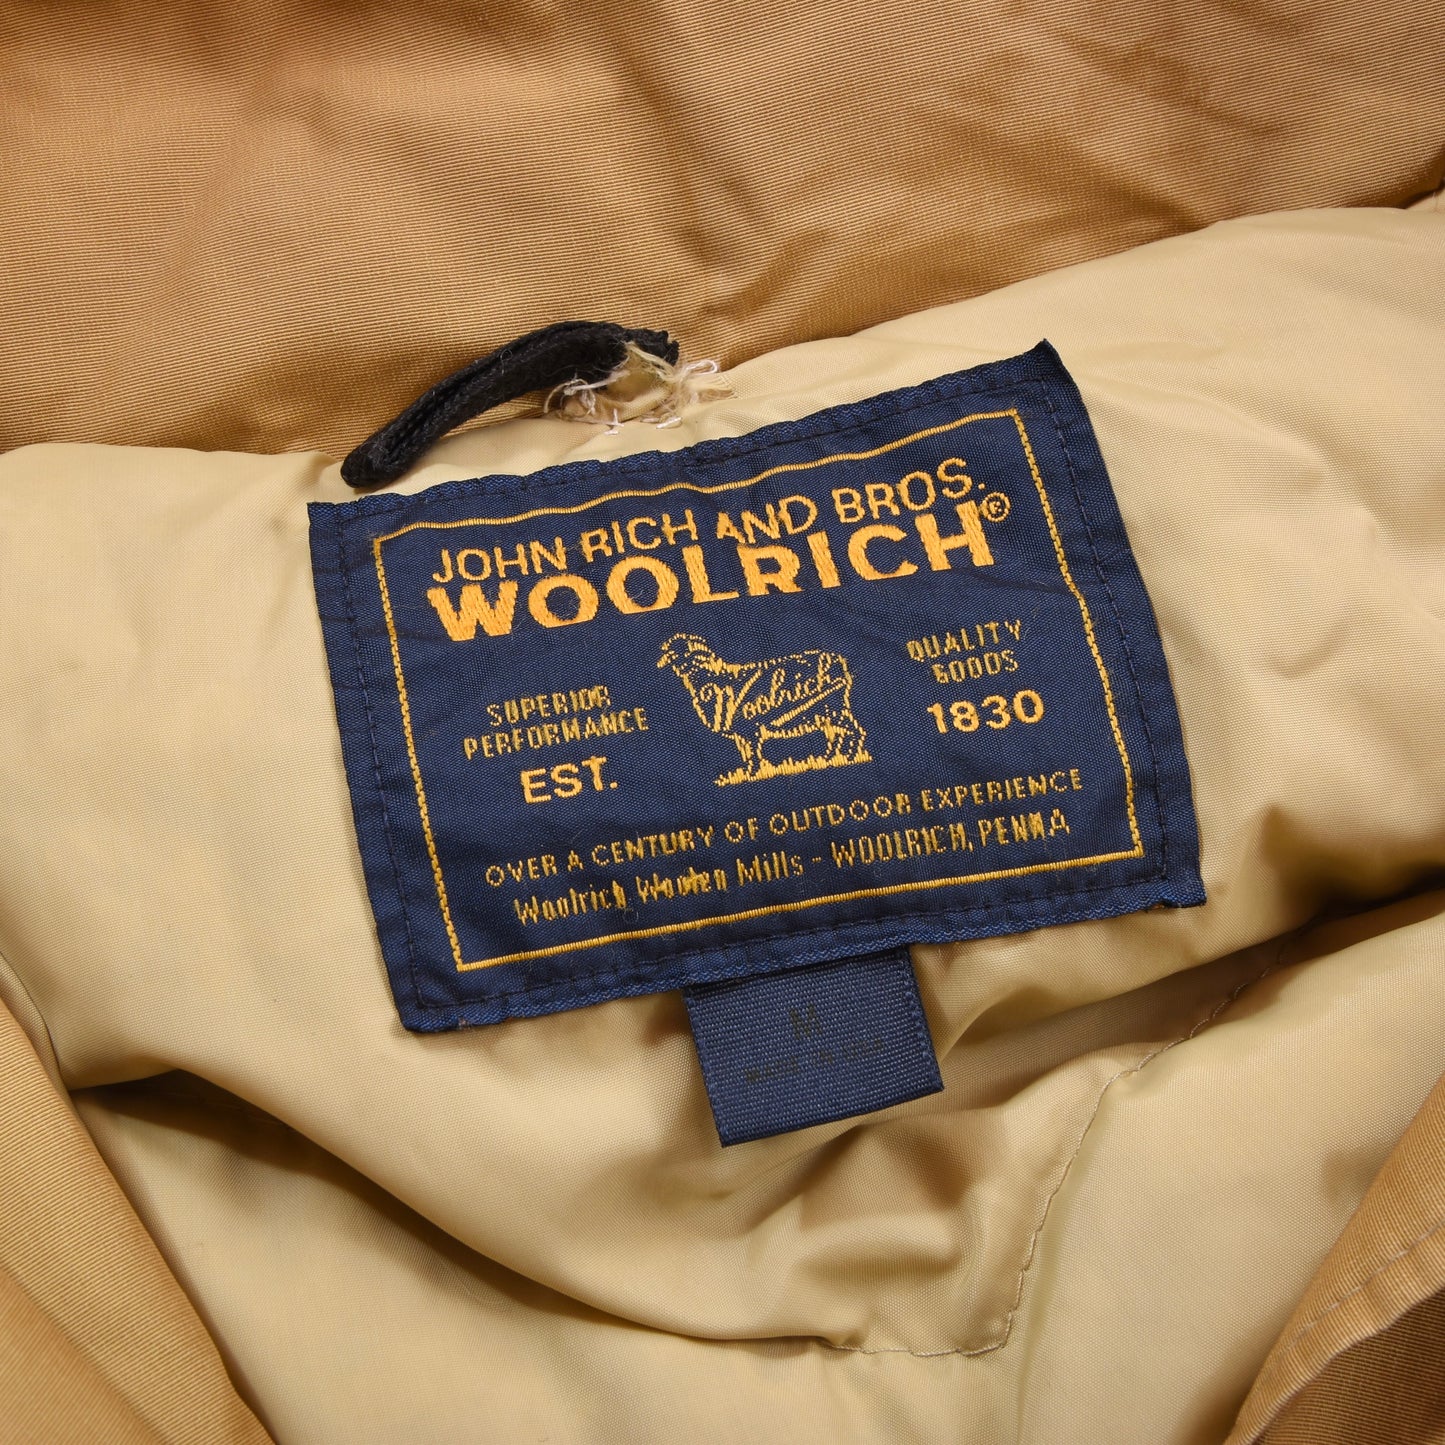 JOHN RICH AND BROS.
WOOLRICH®
SUPERIOR
PERFORMANCE
EST.
Woolrich
QUALITY
GOODS
1830
OVER A CENTURY OF OUTDOOR EXPERIENCE
Woolrich Woolen Mills - WOOLRICH, PENNA
M